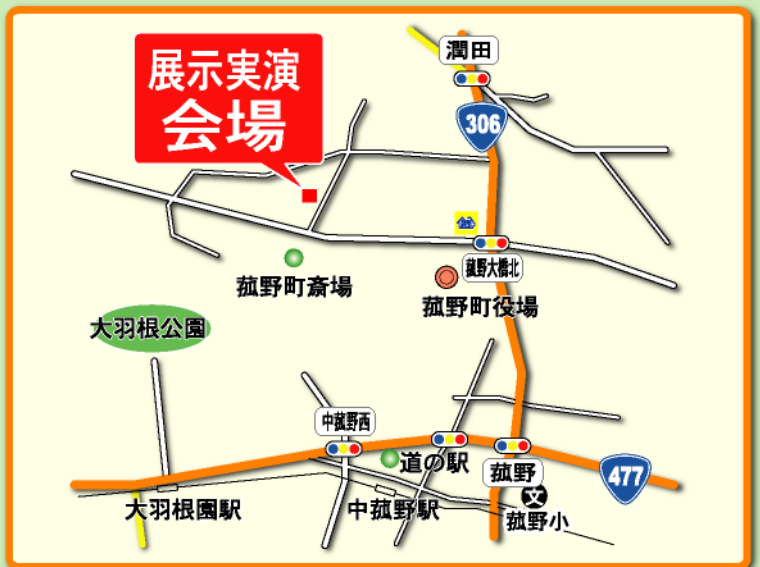 展示実演
会場
潤田
306
菰野大橋北
菰野町斎場
菰野町役場
大羽根公園
中菰野西
道の駅
菰野
477
文
大羽根園駅
中菰野駅
菰野小